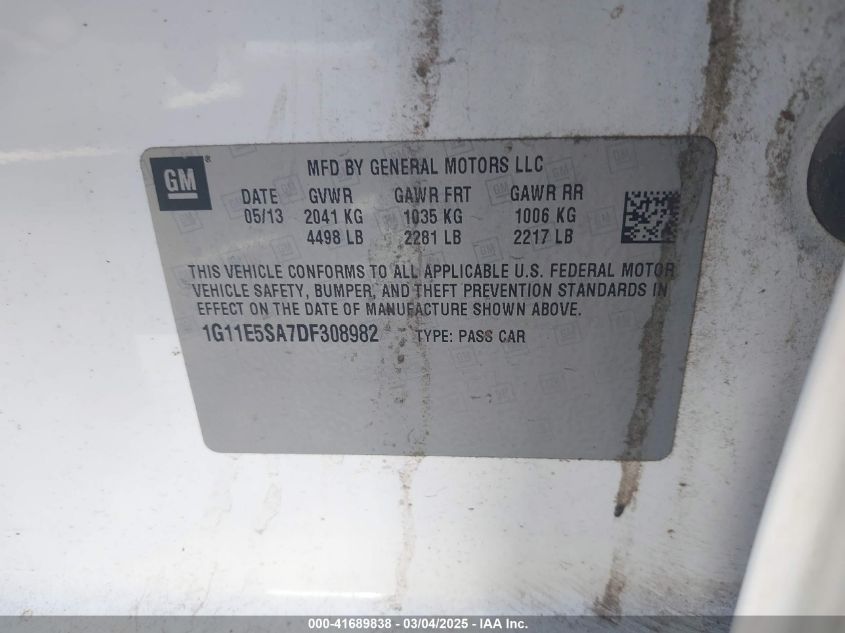 GM
MFD BY GENERAL MOTORS LLC
DATE GVWR GAWR FRT GAWR RR
05/13 2041 KG 1035 KG 1006 KG
4498 LB 2281 LB 2217 LB
THIS VEHICLE CONFORMS TO ALL APPLICABLE U.S. FEDERAL MOTOR
VEHICLE SAFETY, BUMPER, AND THEFT PREVENTION STANDARDS IN
EFFECT ON THE DATE OF MANUFACTURE SHOWN ABOVE.
1G11E5SA7DF308982 TYPE: PASS CAR
000-41689838 - 03/04/2025 - IAA Inc.